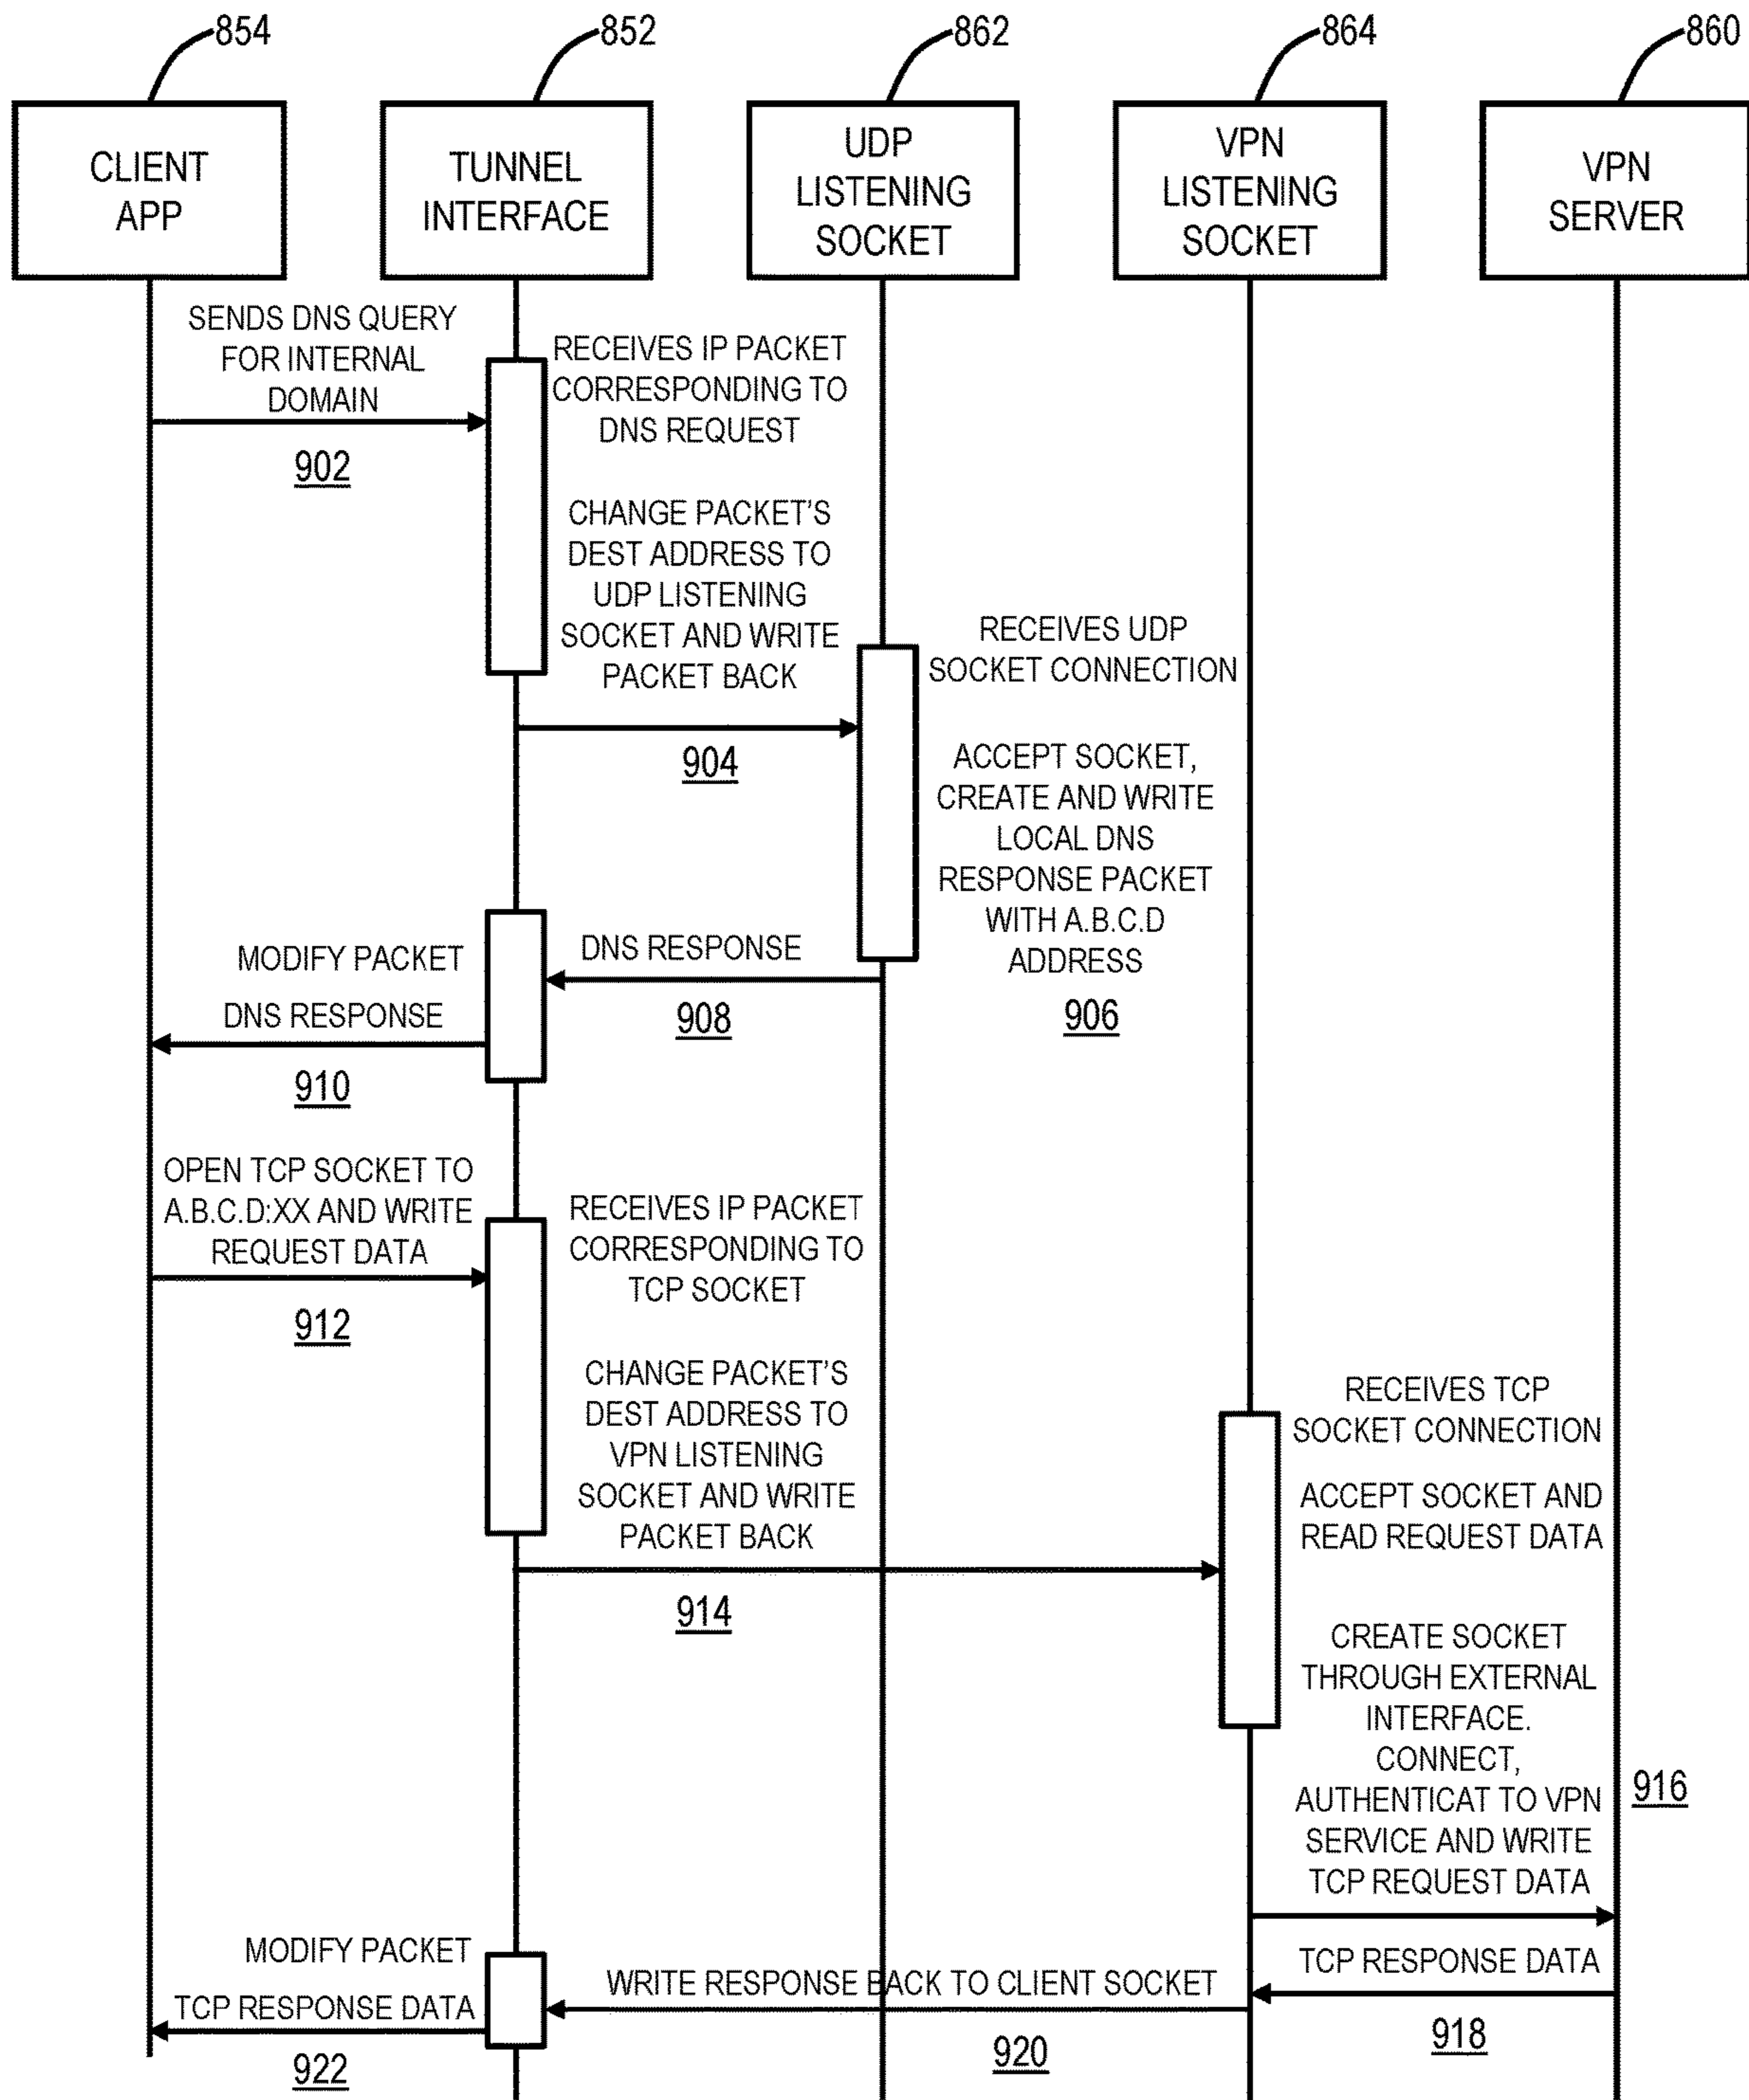 854
852
862
864
860
CLIENT
APP
TUNNEL
INTERFACE
UDP
LISTENING
SOCKET
VPN
LISTENING
SOCKET
VPN
SERVER
SENDS DNS QUERY
FOR INTERNAL
DOMAIN
902
RECEIVES IP PACKET
CORRESPONDING TO
DNS REQUEST
CHANGE PACKET'S
DEST ADDRESS TO
UDP LISTENING
SOCKET AND WRITE
PACKET BACK
904
RECEIVES UDP
SOCKET CONNECTION
ACCEPT SOCKET,
CREATE AND WRITE
LOCAL DNS
RESPONSE PACKET
WITH A.B.C.D
ADDRESS
906
DNS RESPONSE
908
MODIFY PACKET
DNS RESPONSE
910
OPEN TCP SOCKET TO
A.B.C.D:XX AND WRITE
REQUEST DATA
912
RECEIVES IP PACKET
CORRESPONDING TO
TCP SOCKET
CHANGE PACKET'S
DEST ADDRESS TO
VPN LISTENING
SOCKET AND WRITE
PACKET BACK
914
RECEIVES TCP
SOCKET CONNECTION
ACCEPT SOCKET AND
READ REQUEST DATA
CREATE SOCKET
THROUGH EXTERNAL
INTERFACE.
CONNECT,
AUTHENTICAT TO VPN
SERVICE AND WRITE
TCP REQUEST DATA
916
TCP RESPONSE DATA
918
WRITE RESPONSE BACK TO CLIENT SOCKET
920
MODIFY PACKET
TCP RESPONSE DATA
922